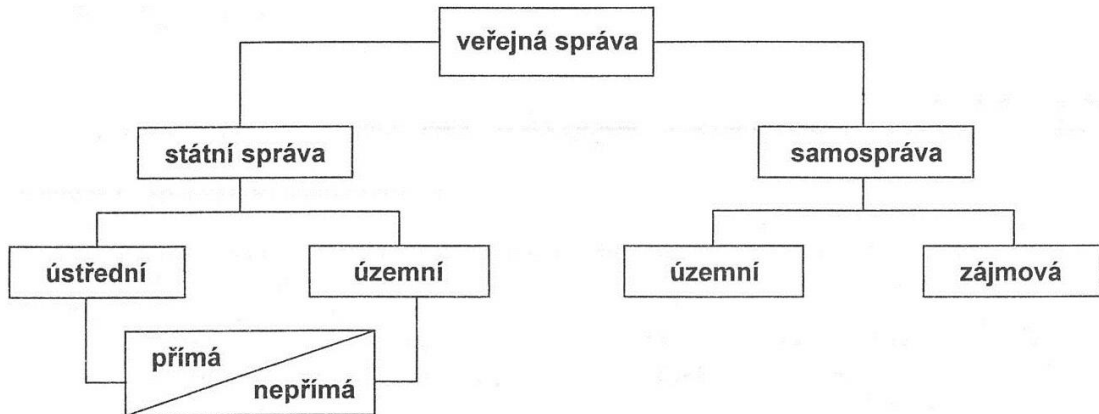 veřejná správa
státní správa
samospráva
ústřední
územní
územní
zájmová
přímá
nepřímá